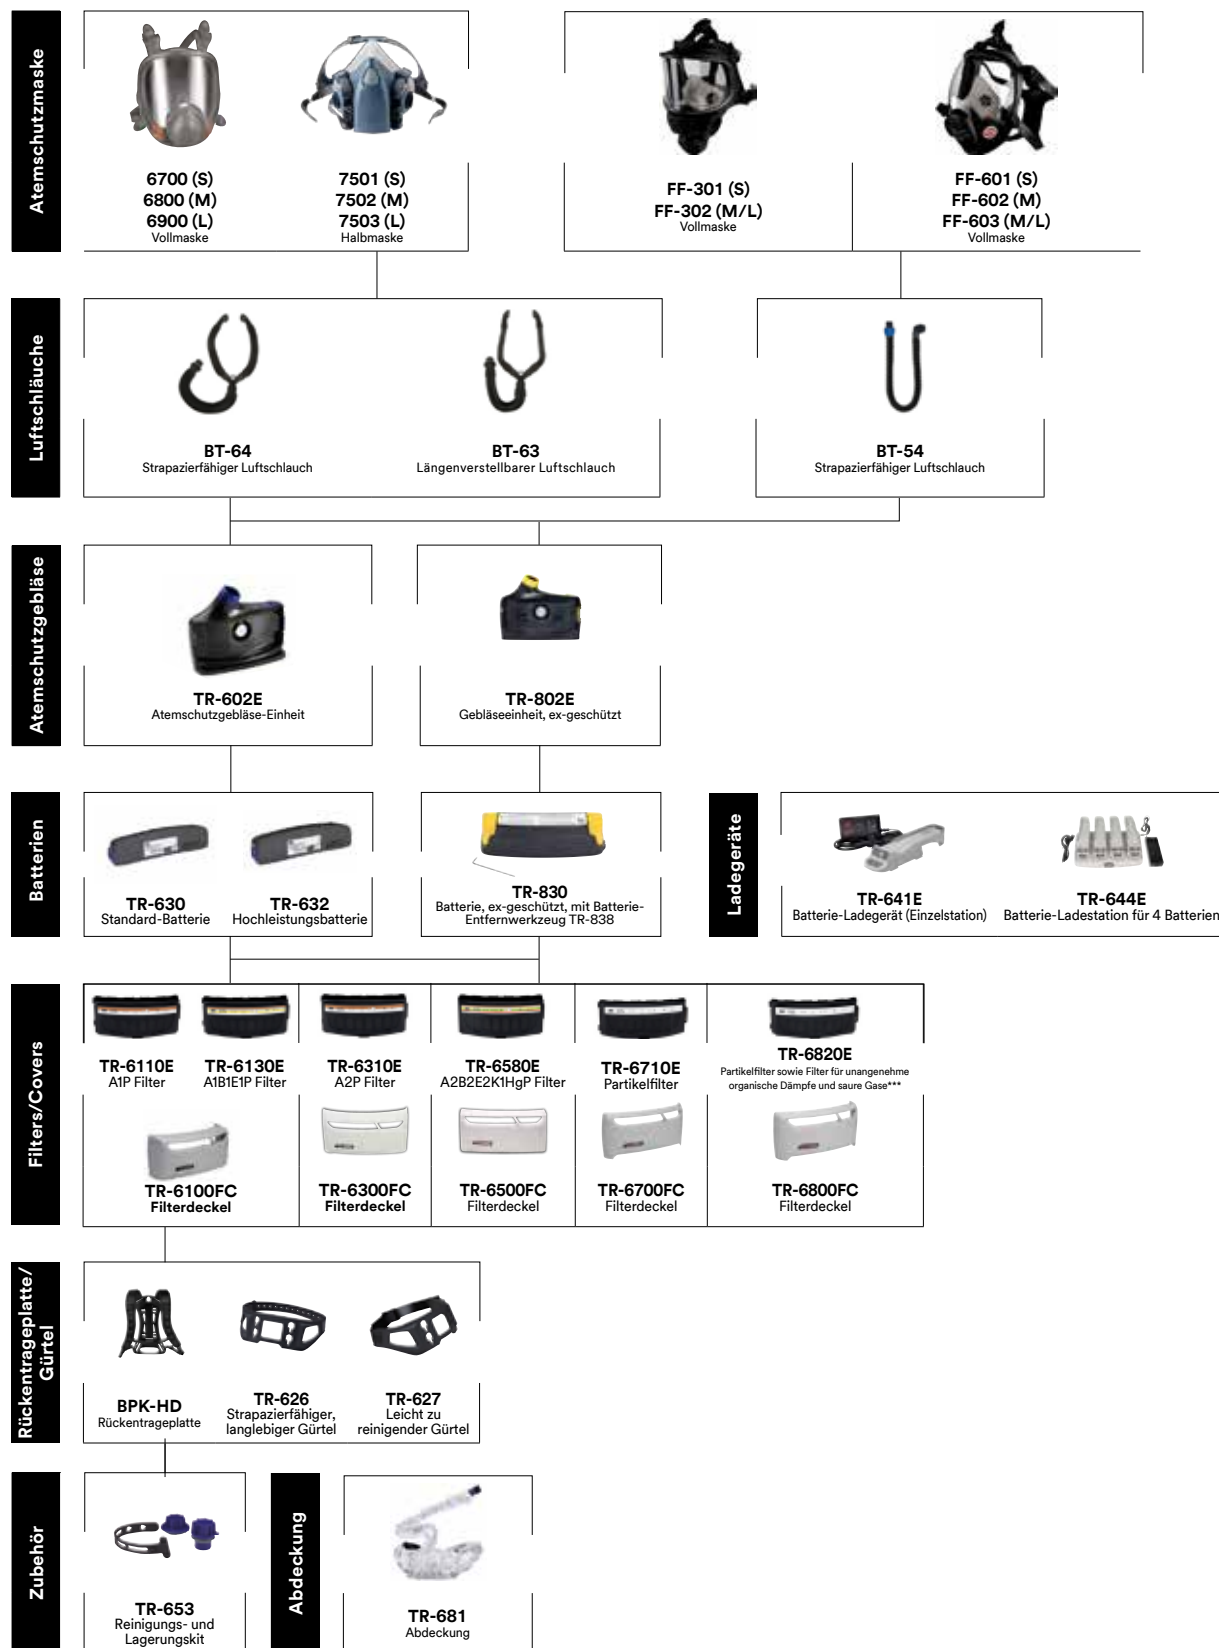 Atemschutzmaske
6700 (S)
6800 (M)
6900 (L)
Vollmaske
7501 (S)
7502 (M)
7503 (L)
Halbmaske
FF-301 (S)
FF-302 (M/L)
Vollmaske
FF-601 (S)
FF-602 (M)
FF-603 (M/L)
Vollmaske
Luftschläuche
BT-64
Strapazierfähiger Luftschlauch
BT-63
Längenverstellbarer Luftschlauch
BT-54
Strapazierfähiger Luftschlauch
Atemschutzgebläse
TR-602E
Atemschutzgebläse-Einheit
TR-802E
Gebläseeinheit, ex-geschützt
Batterien
TR-630
Standard-Batterie
TR-632
Hochleistungsbatterie
TR-830
Batterie, ex-geschützt, mit Batterie-
Entfernwerkzeug TR-838
Ladegeräte
TR-641E
Batterie-Ladegerät (Einzelstation)
TR-644E
Batterie-Ladestation für 4 Batterien
Filters/Covers
TR-6110E
A1P Filter
TR-6130E
A1B1E1P Filter
TR-6310E
A2P Filter
TR-6580E
A2B2E2K1HgP Filter
TR-6710E
Partikelfilter
TR-6820E
Partikelfilter sowie Filter für unangenehme
organische Dämpfe und saure Gase***
TR-6100FC
Filterdeckel
TR-6300FC
Filterdeckel
TR-6500FC
Filterdeckel
TR-6700FC
Filterdeckel
TR-6800FC
Filterdeckel
Rückentrageplatte/
Gürtel
BPK-HD
Rückentrageplatte
TR-626
Strapazierfähiger,
langlebiger Gürtel
TR-627
Leicht zu
reinigender Gürtel
Zubehör
TR-653
Reinigungs- und
Lagerungskit
Abdeckung
TR-681
Abdeckung